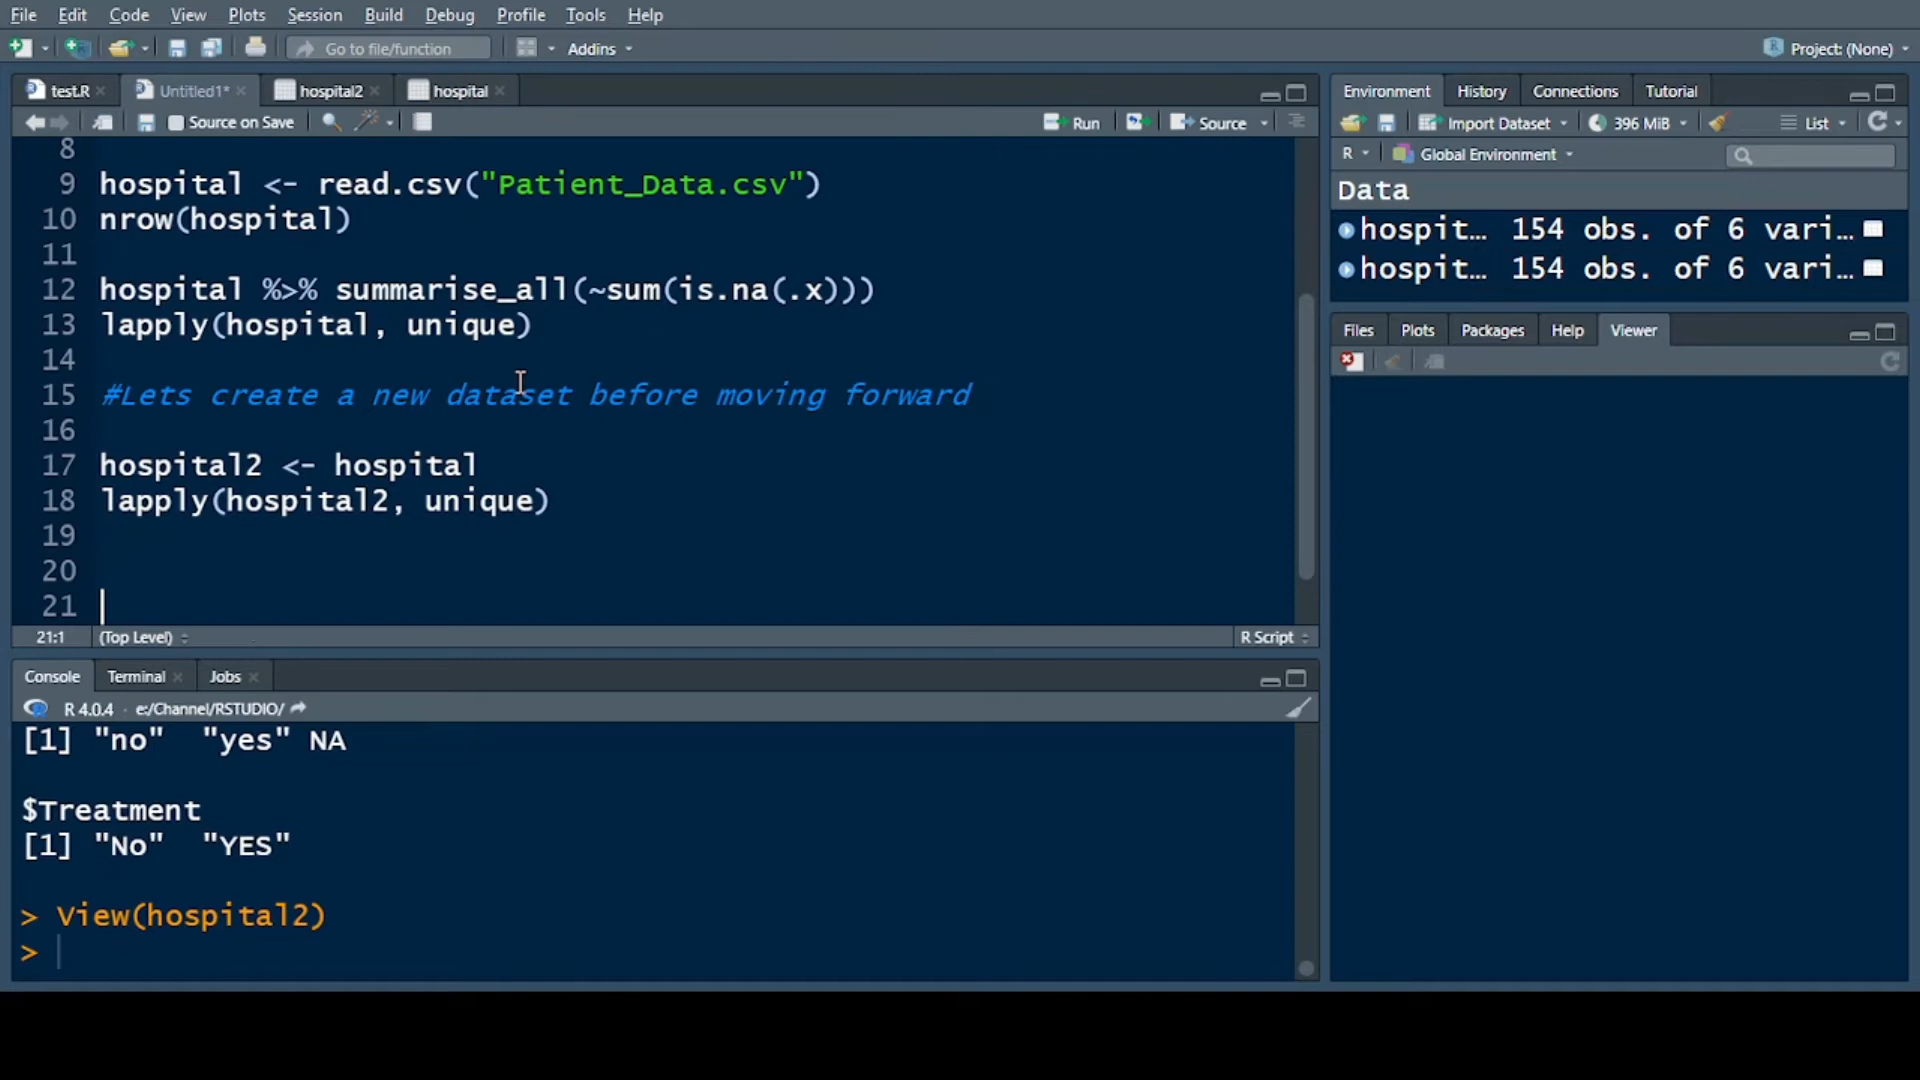 File Edit Code View Plots Session Build Debug Profile Tools Help
Go to file/function Addins Project: (None)
test.R Untitled1* hospital2 hospital
Source on Save Run Source
8
9 hospital <- read.csv("Patient_Data.csv")
10 nrow(hospital)
11
12 hospital %>% summarise_all(~sum(is.na(.x)))
13 lapply(hospital, unique)
14
15 #Lets create a new dataset before moving forward
16
17 hospital2 <- hospital
18 lapply(hospital2, unique)
19
20
21
21:1 (Top Level) R Script
Console Terminal Jobs
R 4.0.4 · e:/Channel/RSTUDIO/
[1] "no" "yes" NA
$Treatment
[1] "No" "YES"
> View(hospital2)
>
Environment History Connections Tutorial
Import Dataset 396 MiB List
R Global Environment
Data
hospit... 154 obs. of 6 vari...
hospit... 154 obs. of 6 vari...
Files Plots Packages Help Viewer